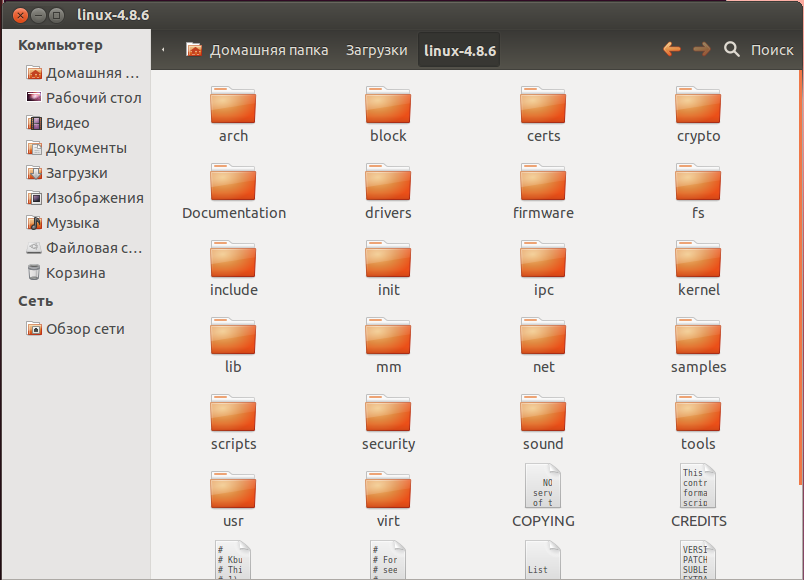 linux-4.8.6
Компьютер
Домашняя ...
Рабочий стол
Видео
Документы
Загрузки
Изображения
Музыка
Файловая с...
Корзина
Сеть
Обзор сети
Домашняя папка Загрузки linux-4.8.6 Поиск
arch block certs crypto
Documentation drivers firmware fs
include init ipc kernel
lib mm net samples
scripts security sound tools
usr virt
NO
serv
of t
This
contr
forma
scrip
COPYING CREDITS
#
# Kbu
# Thi
#
# For
# see
#
List
VERSI
PATCH
SUBLE